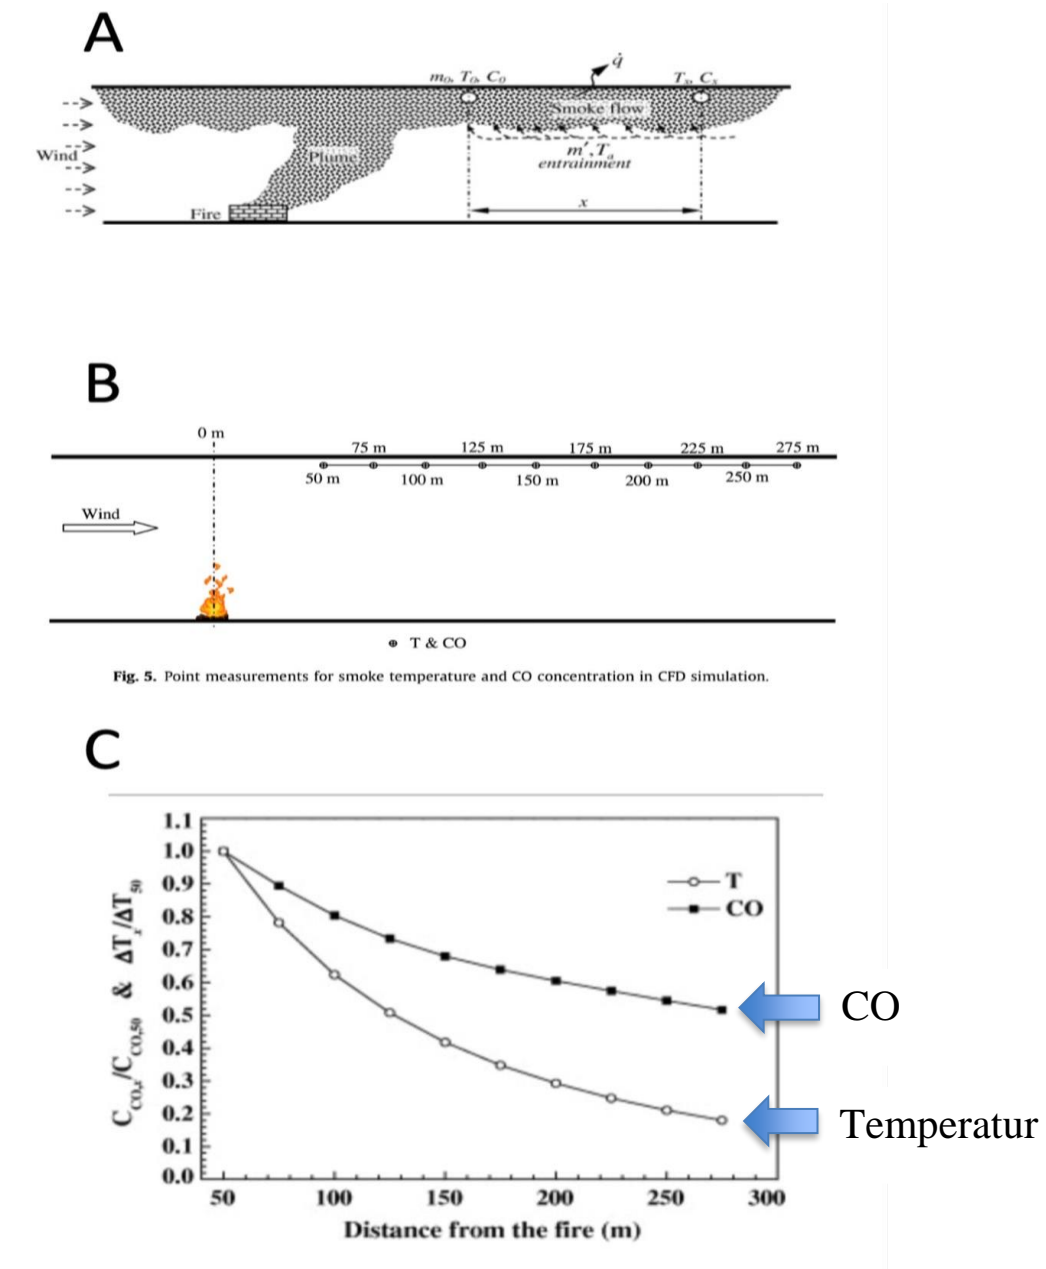 A
q̇
m₀, T₀, C₀
Tₓ, Cₓ
Smoke flow
Wind
Plume
m', Tₐ
entrainment
x
Fire
B
0 m
75 m 125 m 175 m 225 m 275 m
50 m 100 m 150 m 200 m 250 m
Wind
T & CO
Fig. 5. Point measurements for smoke temperature and CO concentration in CFD simulation.
C
1.1
1.0
0.9
0.8
0.7
0.6
0.5
0.4
0.3
0.2
0.1
0.0
C_CO,x/C_CO,50 & ΔTₓ/ΔT₅₀
T
CO
CO
Temperatur
50 100 150 200 250 300
Distance from the fire (m)